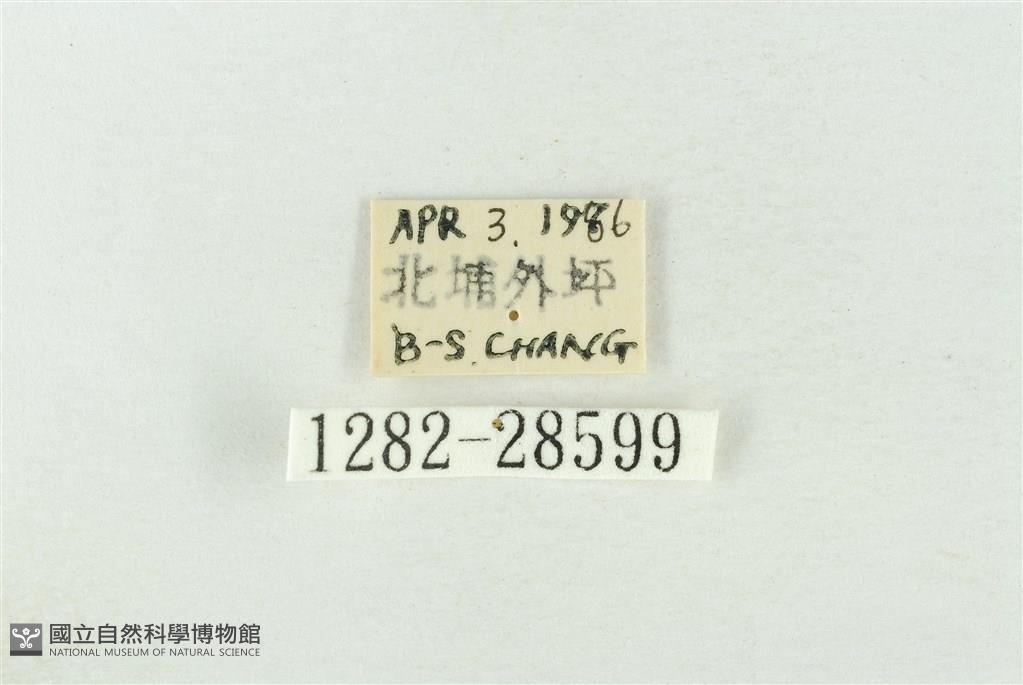 APR 3. 1986
北埔外坪
B-S. CHANG
1282-28599
國立自然科學博物館
NATIONAL MUSEUM OF NATURAL SCIENCE